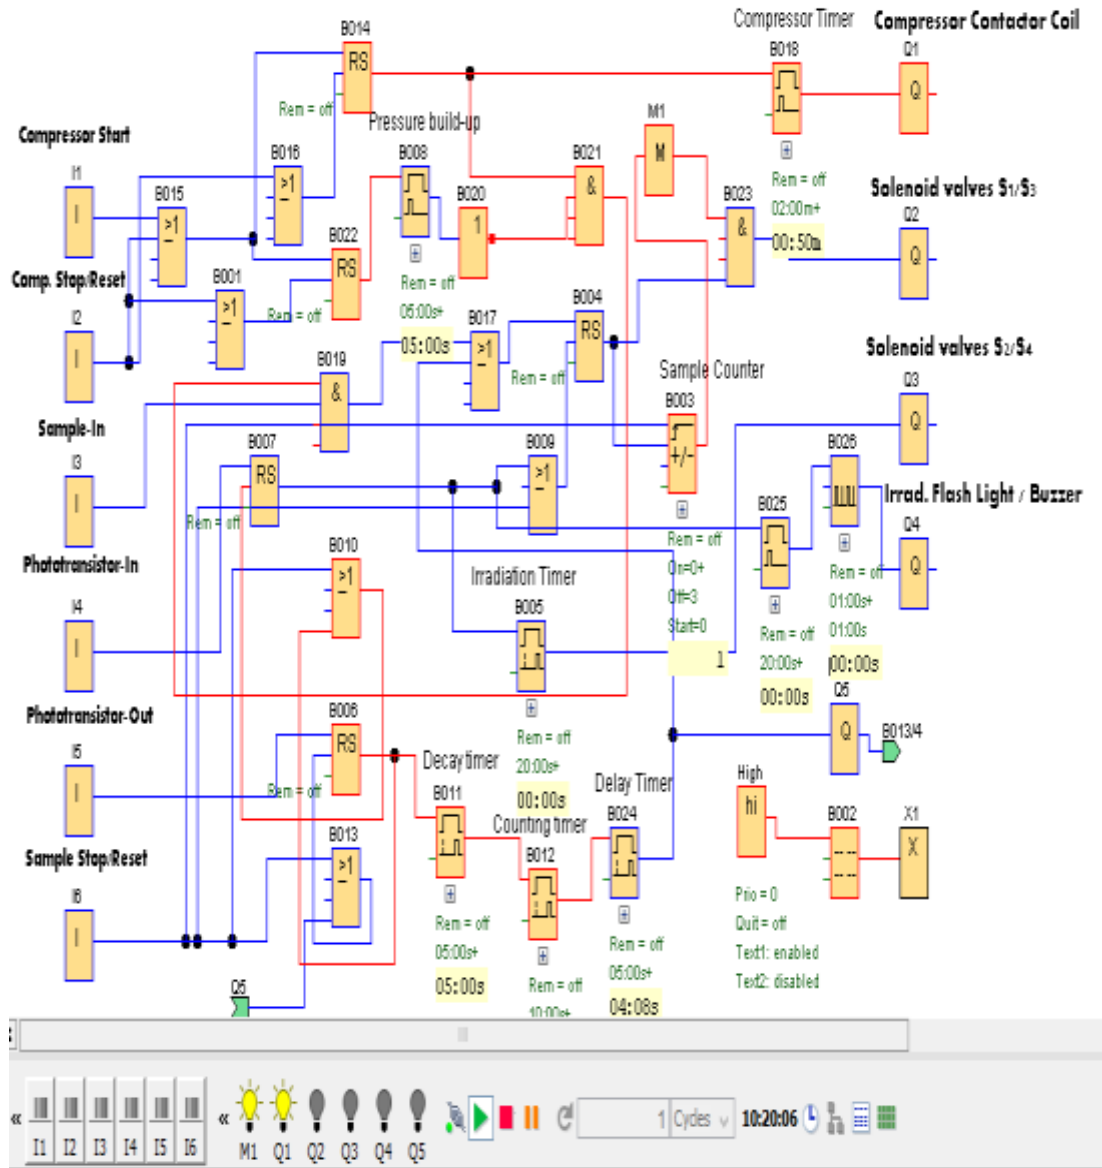 Compressor Timer
Compressor Contactor Coil
B014
RS
Rem = off
B018
Q1
Q
Pressure build-up
M1
M
Compressor Start
I1
I
B015
>1
B016
>1
B008
B020
1
B021
&
Rem = off
02:00m+
00:50m
Solenoid valves S1/S3
B023
&
Q2
Q
B022
RS
Rem = off
Rem = off
05:00s+
05:00s
Comp. Stop/Reset
I2
I
B001
>1
B017
>1
B004
RS
Rem = off
Solenoid valves S2/S4
Q3
Q
B019
&
Sample Counter
B003
+/-
Rem = off
On=0+
Off=3
Start=0
1
Sample-In
I3
I
B007
RS
Rem = off
B009
>1
B026
Irrad. Flash Light / Buzzer
Q4
Q
B025
Rem = off
01:00s+
01:00s
00:00s
Rem = off
20:00s+
00:00s
Phototransistor-In
I4
I
B010
>1
Irradiation Timer
B005
Rem = off
20:00s+
00:00s
Phototransistor-Out
I5
I
B006
RS
Rem = off
Q5
Q
B013/4
Decay timer
B011
Rem = off
05:00s+
05:00s
Counting timer
B012
Rem = off
10:00s+
Delay Timer
B024
Rem = off
05:00s+
04:08s
High
hi
B002
X1
X
Prio = 0
Quit = off
Text1: enabled
Text2: disabled
Sample Stop/Reset
I6
I
B013
>1
Q5
« I1 I2 I3 I4 I5 I6
« M1 Q1 Q2 Q3 Q4 Q5
1 Cycles 10:20:06